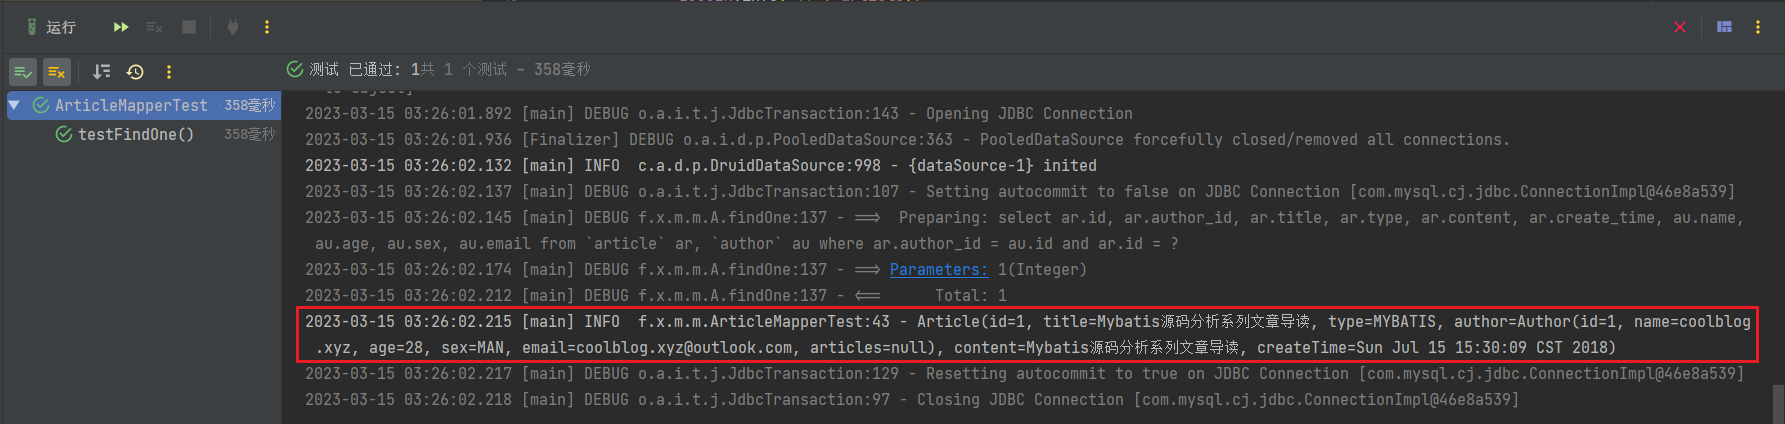 运行
测试 已通过: 1共 1 个测试 – 358毫秒
ArticleMapperTest 358毫秒
testFindOne() 358毫秒
to object]
2023-03-15 03:26:01.892 [main] DEBUG o.a.i.t.j.JdbcTransaction:143 - Opening JDBC Connection
2023-03-15 03:26:01.936 [Finalizer] DEBUG o.a.i.d.p.PooledDataSource:363 - PooledDataSource forcefully closed/removed all connections.
2023-03-15 03:26:02.132 [main] INFO  c.a.d.p.DruidDataSource:998 - {dataSource-1} inited
2023-03-15 03:26:02.137 [main] DEBUG o.a.i.t.j.JdbcTransaction:107 - Setting autocommit to false on JDBC Connection [com.mysql.cj.jdbc.ConnectionImpl@46e8a539]
2023-03-15 03:26:02.145 [main] DEBUG f.x.m.m.A.findOne:137 - ==>  Preparing: select ar.id, ar.author_id, ar.title, ar.type, ar.content, ar.create_time, au.name,
au.age, au.sex, au.email from `article` ar, `author` au where ar.author_id = au.id and ar.id = ?
2023-03-15 03:26:02.174 [main] DEBUG f.x.m.m.A.findOne:137 - ==> Parameters: 1(Integer)
2023-03-15 03:26:02.212 [main] DEBUG f.x.m.m.A.findOne:137 - <==      Total: 1
2023-03-15 03:26:02.215 [main] INFO  f.x.m.m.ArticleMapperTest:43 - Article(id=1, title=Mybatis源码分析系列文章导读, type=MYBATIS, author=Author(id=1, name=coolblog
.xyz, age=28, sex=MAN, email=coolblog.xyz@outlook.com, articles=null), content=Mybatis源码分析系列文章导读, createTime=Sun Jul 15 15:30:09 CST 2018)
2023-03-15 03:26:02.217 [main] DEBUG o.a.i.t.j.JdbcTransaction:129 - Resetting autocommit to true on JDBC Connection [com.mysql.cj.jdbc.ConnectionImpl@46e8a539]
2023-03-15 03:26:02.218 [main] DEBUG o.a.i.t.j.JdbcTransaction:97 - Closing JDBC Connection [com.mysql.cj.jdbc.ConnectionImpl@46e8a539]